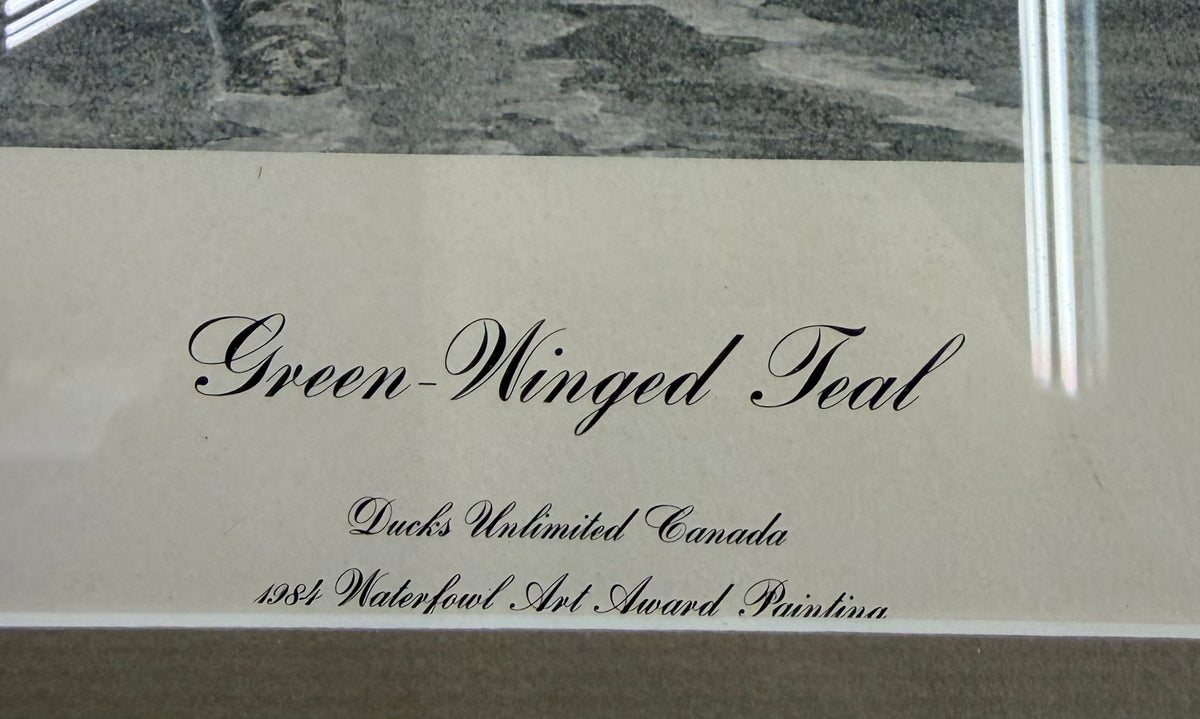 Green-Winged Teal
Ducks Unlimited Canada
1984 Waterfowl Art Award Painting